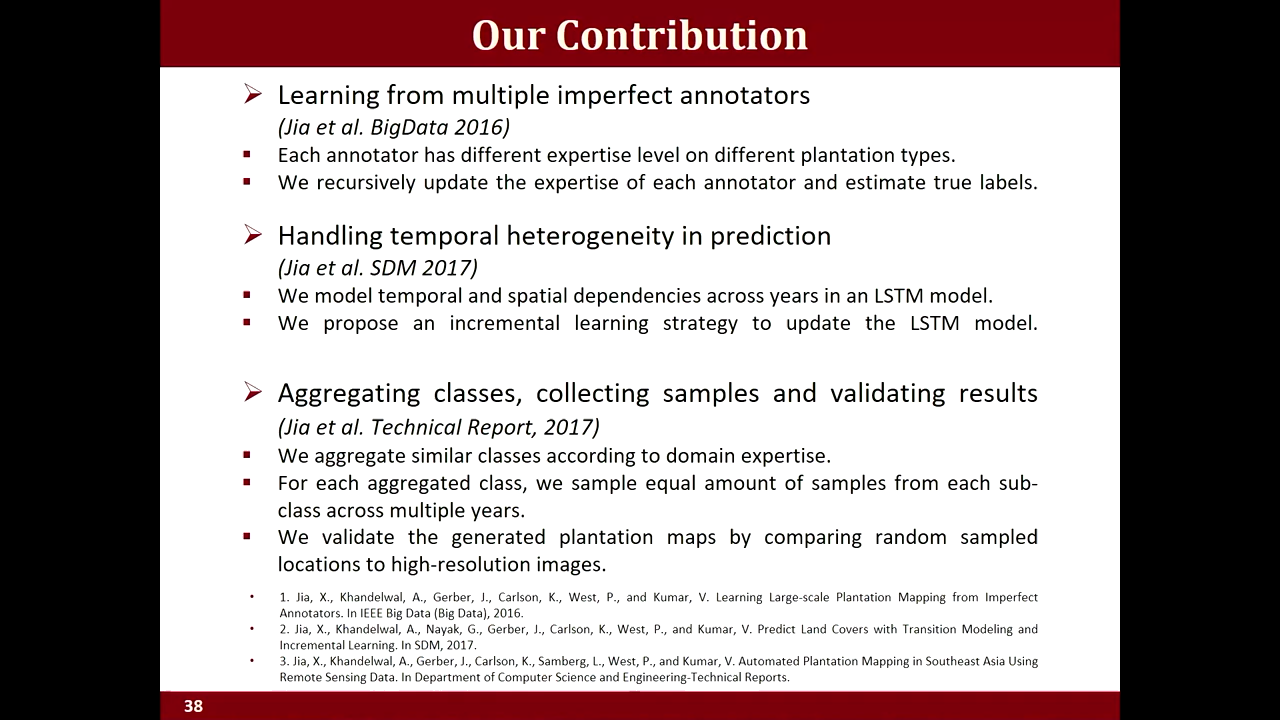 Our Contribution
Learning from multiple imperfect annotators
(Jia et al. BigData 2016)
Each annotator has different expertise level on different plantation types.
We recursively update the expertise of each annotator and estimate true labels.
Handling temporal heterogeneity in prediction
(Jia et al. SDM 2017)
We model temporal and spatial dependencies across years in an LSTM model.
We propose an incremental learning strategy to update the LSTM model.
Aggregating classes, collecting samples and validating results
(Jia et al. Technical Report, 2017)
We aggregate similar classes according to domain expertise.
For each aggregated class, we sample equal amount of samples from each sub-
class across multiple years.
We validate the generated plantation maps by comparing random sampled
locations to high-resolution images.
1. Jia, X., Khandelwal, A., Gerber, J., Carlson, K., West, P., and Kumar, V. Learning Large-scale Plantation Mapping from Imperfect
Annotators. In IEEE Big Data (Big Data), 2016.
2. Jia, X., Khandelwal, A., Nayak, G., Gerber, J., Carlson, K., West, P., and Kumar, V. Predict Land Covers with Transition Modeling and
Incremental Learning. In SDM, 2017.
3. Jia, X., Khandelwal, A., Gerber, J., Carlson, K., Samberg, L., West, P., and Kumar, V. Automated Plantation Mapping in Southeast Asia Using
Remote Sensing Data. In Department of Computer Science and Engineering-Technical Reports.
38